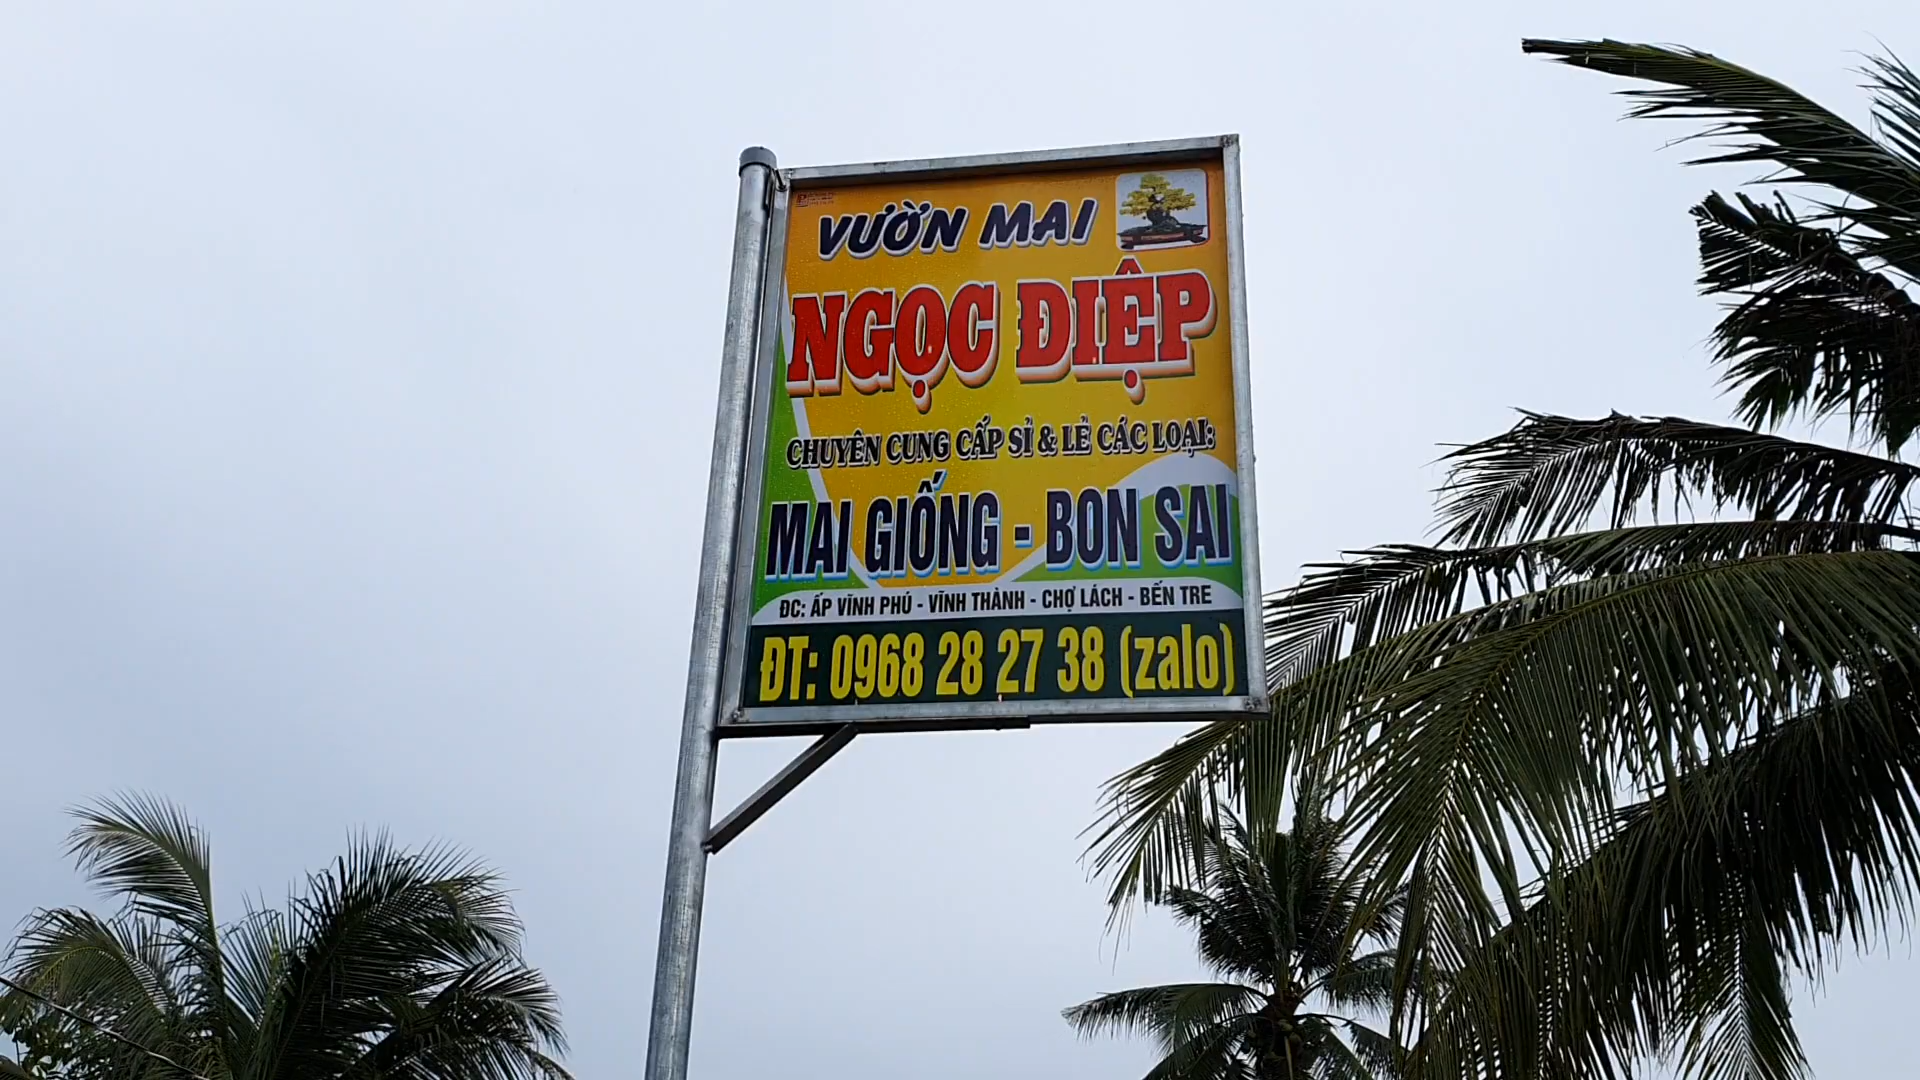 VƯỜN MAI
NGỌC ĐIỆP
CHUYÊN CUNG CẤP SỈ & LẺ CÁC LOẠI:
MAI GIỐNG - BON SAI
ĐC: ẤP VĨNH PHÚ - VĨNH THÀNH - CHỢ LÁCH - BẾN TRE
ĐT: 0968 28 27 38 (zalo)